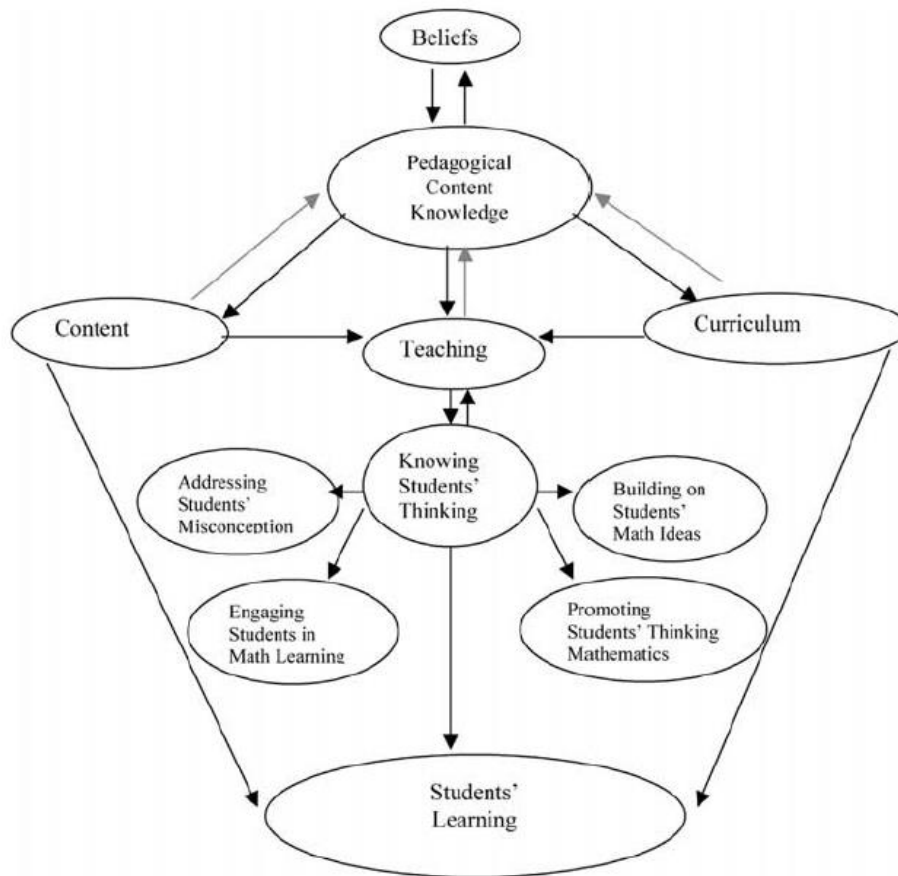 Beliefs
Pedagogical
Content
Knowledge
Content
Curriculum
Teaching
Knowing
Students'
Thinking
Addressing
Students'
Misconception
Building on
Students'
Math Ideas
Engaging
Students in
Math Learning
Promoting
Students' Thinking
Mathematics
Students'
Learning